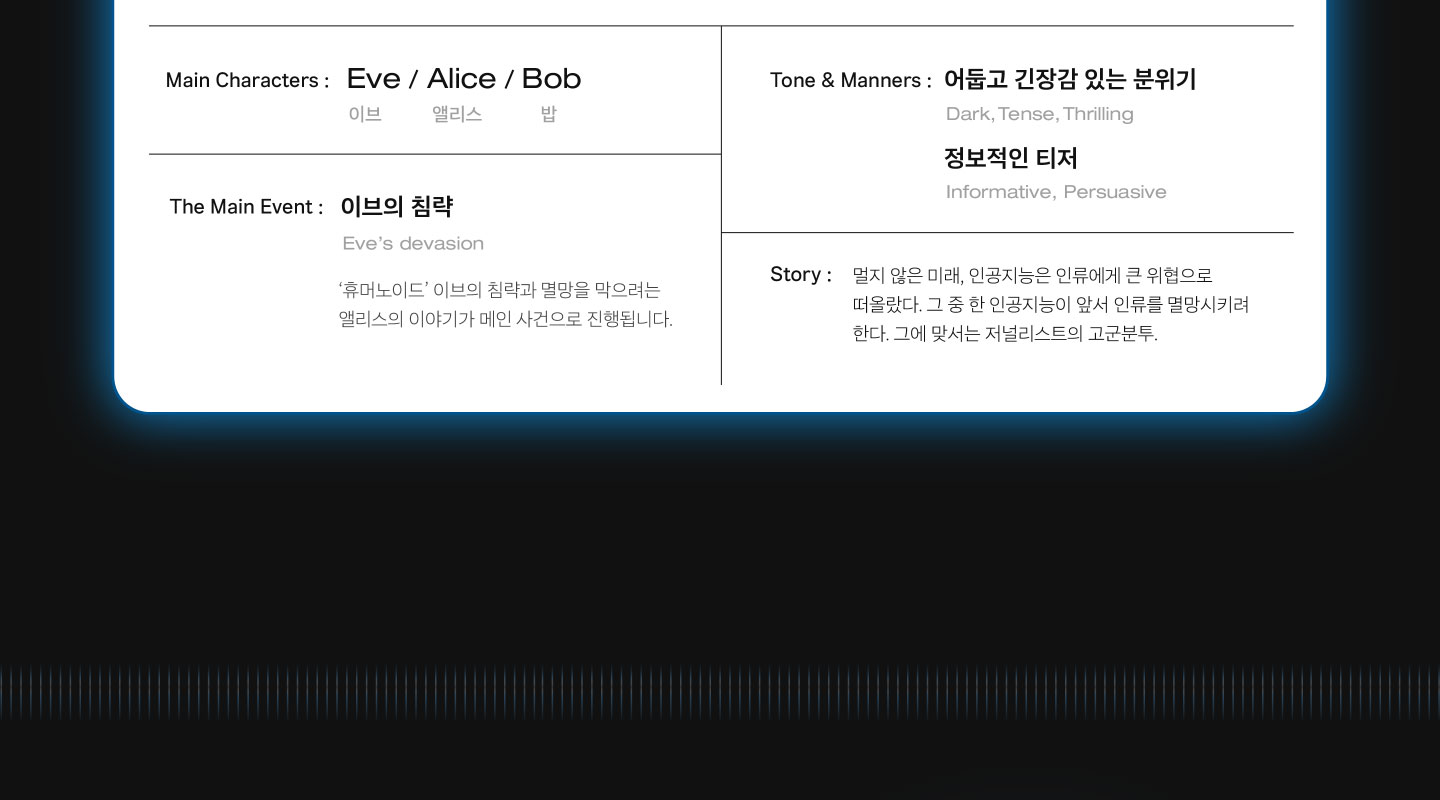 Main Characters : Eve / Alice / Bob
이브 앨리스 밥
The Main Event : 이브의 침략
Eve's devasion
‘휴머노이드’ 이브의 침략과 멸망을 막으려는
앨리스의 이야기가 메인 사건으로 진행됩니다.
Tone & Manners : 어둡고 긴장감 있는 분위기
Dark, Tense, Thrilling
정보적인 티저
Informative, Persuasive
Story : 멀지 않은 미래, 인공지능은 인류에게 큰 위협으로
떠올랐다. 그 중 한 인공지능이 앞서 인류를 멸망시키려
한다. 그에 맞서는 저널리스트의 고군분투.